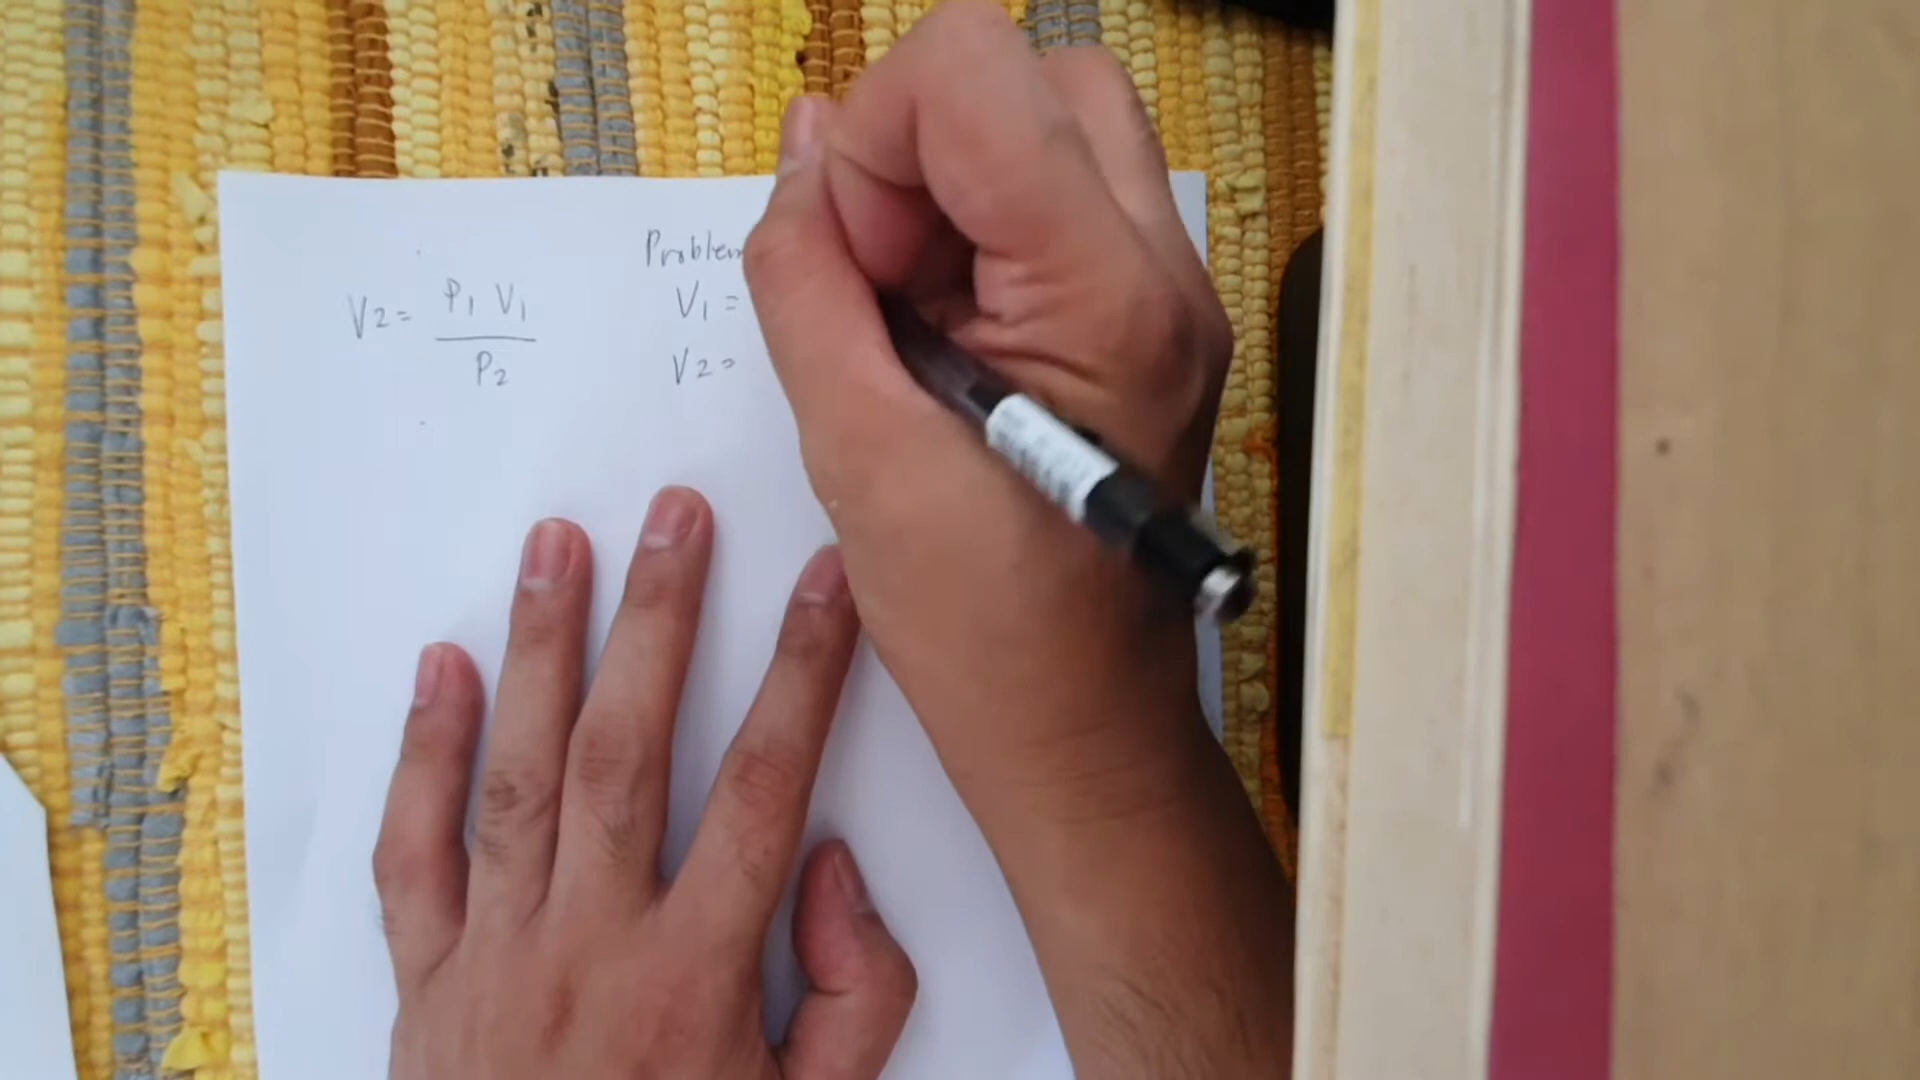 Problem
V2= P1 V1
P2
V1 =
V2=